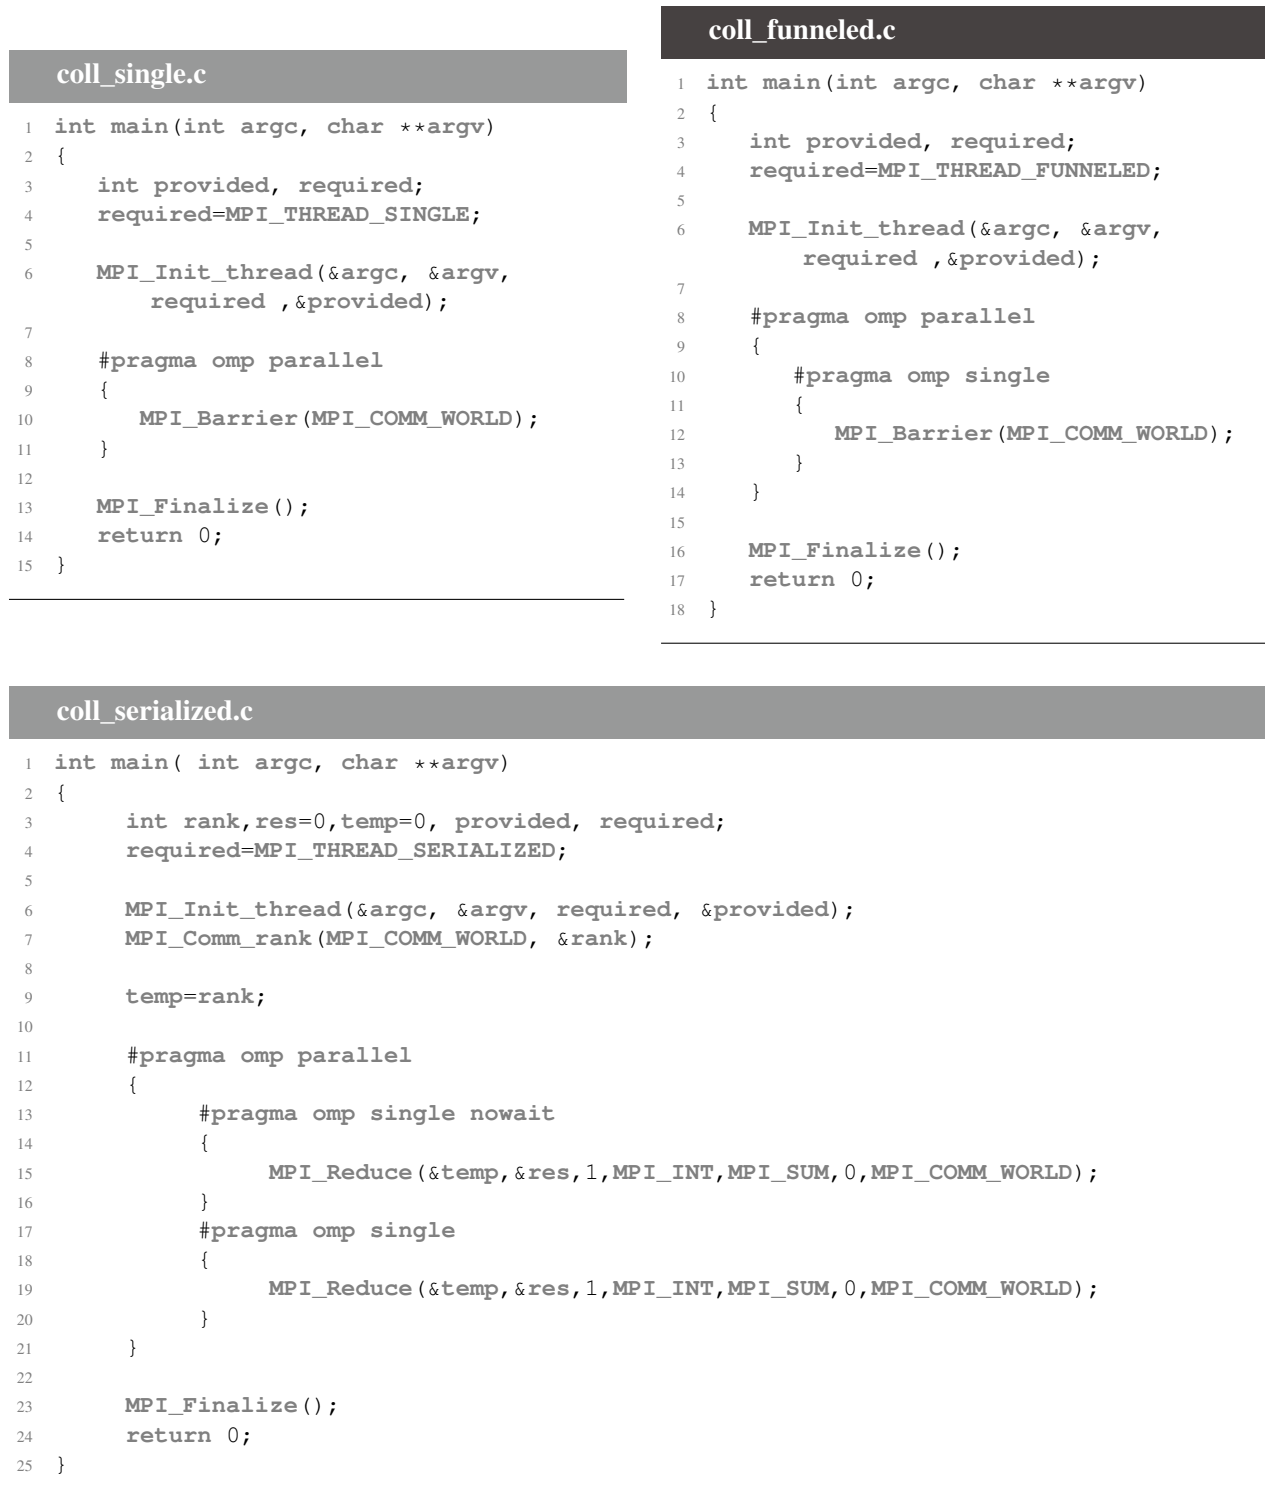 coll_single.c
1 int main(int argc, char **argv)
2 {
3 int provided, required;
4 required=MPI_THREAD_SINGLE;
5
6 MPI_Init_thread(&argc, &argv,
required ,&provided);
7
8 #pragma omp parallel
9 {
10 MPI_Barrier(MPI_COMM_WORLD);
11 }
12
13 MPI_Finalize();
14 return 0;
15 }
coll_funneled.c
1 int main(int argc, char **argv)
2 {
3 int provided, required;
4 required=MPI_THREAD_FUNNELED;
5
6 MPI_Init_thread(&argc, &argv,
required ,&provided);
7
8 #pragma omp parallel
9 {
10 #pragma omp single
11 {
12 MPI_Barrier(MPI_COMM_WORLD);
13 }
14 }
15
16 MPI_Finalize();
17 return 0;
18 }
coll_serialized.c
1 int main( int argc, char **argv)
2 {
3 int rank,res=0,temp=0, provided, required;
4 required=MPI_THREAD_SERIALIZED;
5
6 MPI_Init_thread(&argc, &argv, required, &provided);
7 MPI_Comm_rank(MPI_COMM_WORLD, &rank);
8
9 temp=rank;
10
11 #pragma omp parallel
12 {
13 #pragma omp single nowait
14 {
15 MPI_Reduce(&temp,&res,1,MPI_INT,MPI_SUM,0,MPI_COMM_WORLD);
16 }
17 #pragma omp single
18 {
19 MPI_Reduce(&temp,&res,1,MPI_INT,MPI_SUM,0,MPI_COMM_WORLD);
20 }
21 }
22
23 MPI_Finalize();
24 return 0;
25 }